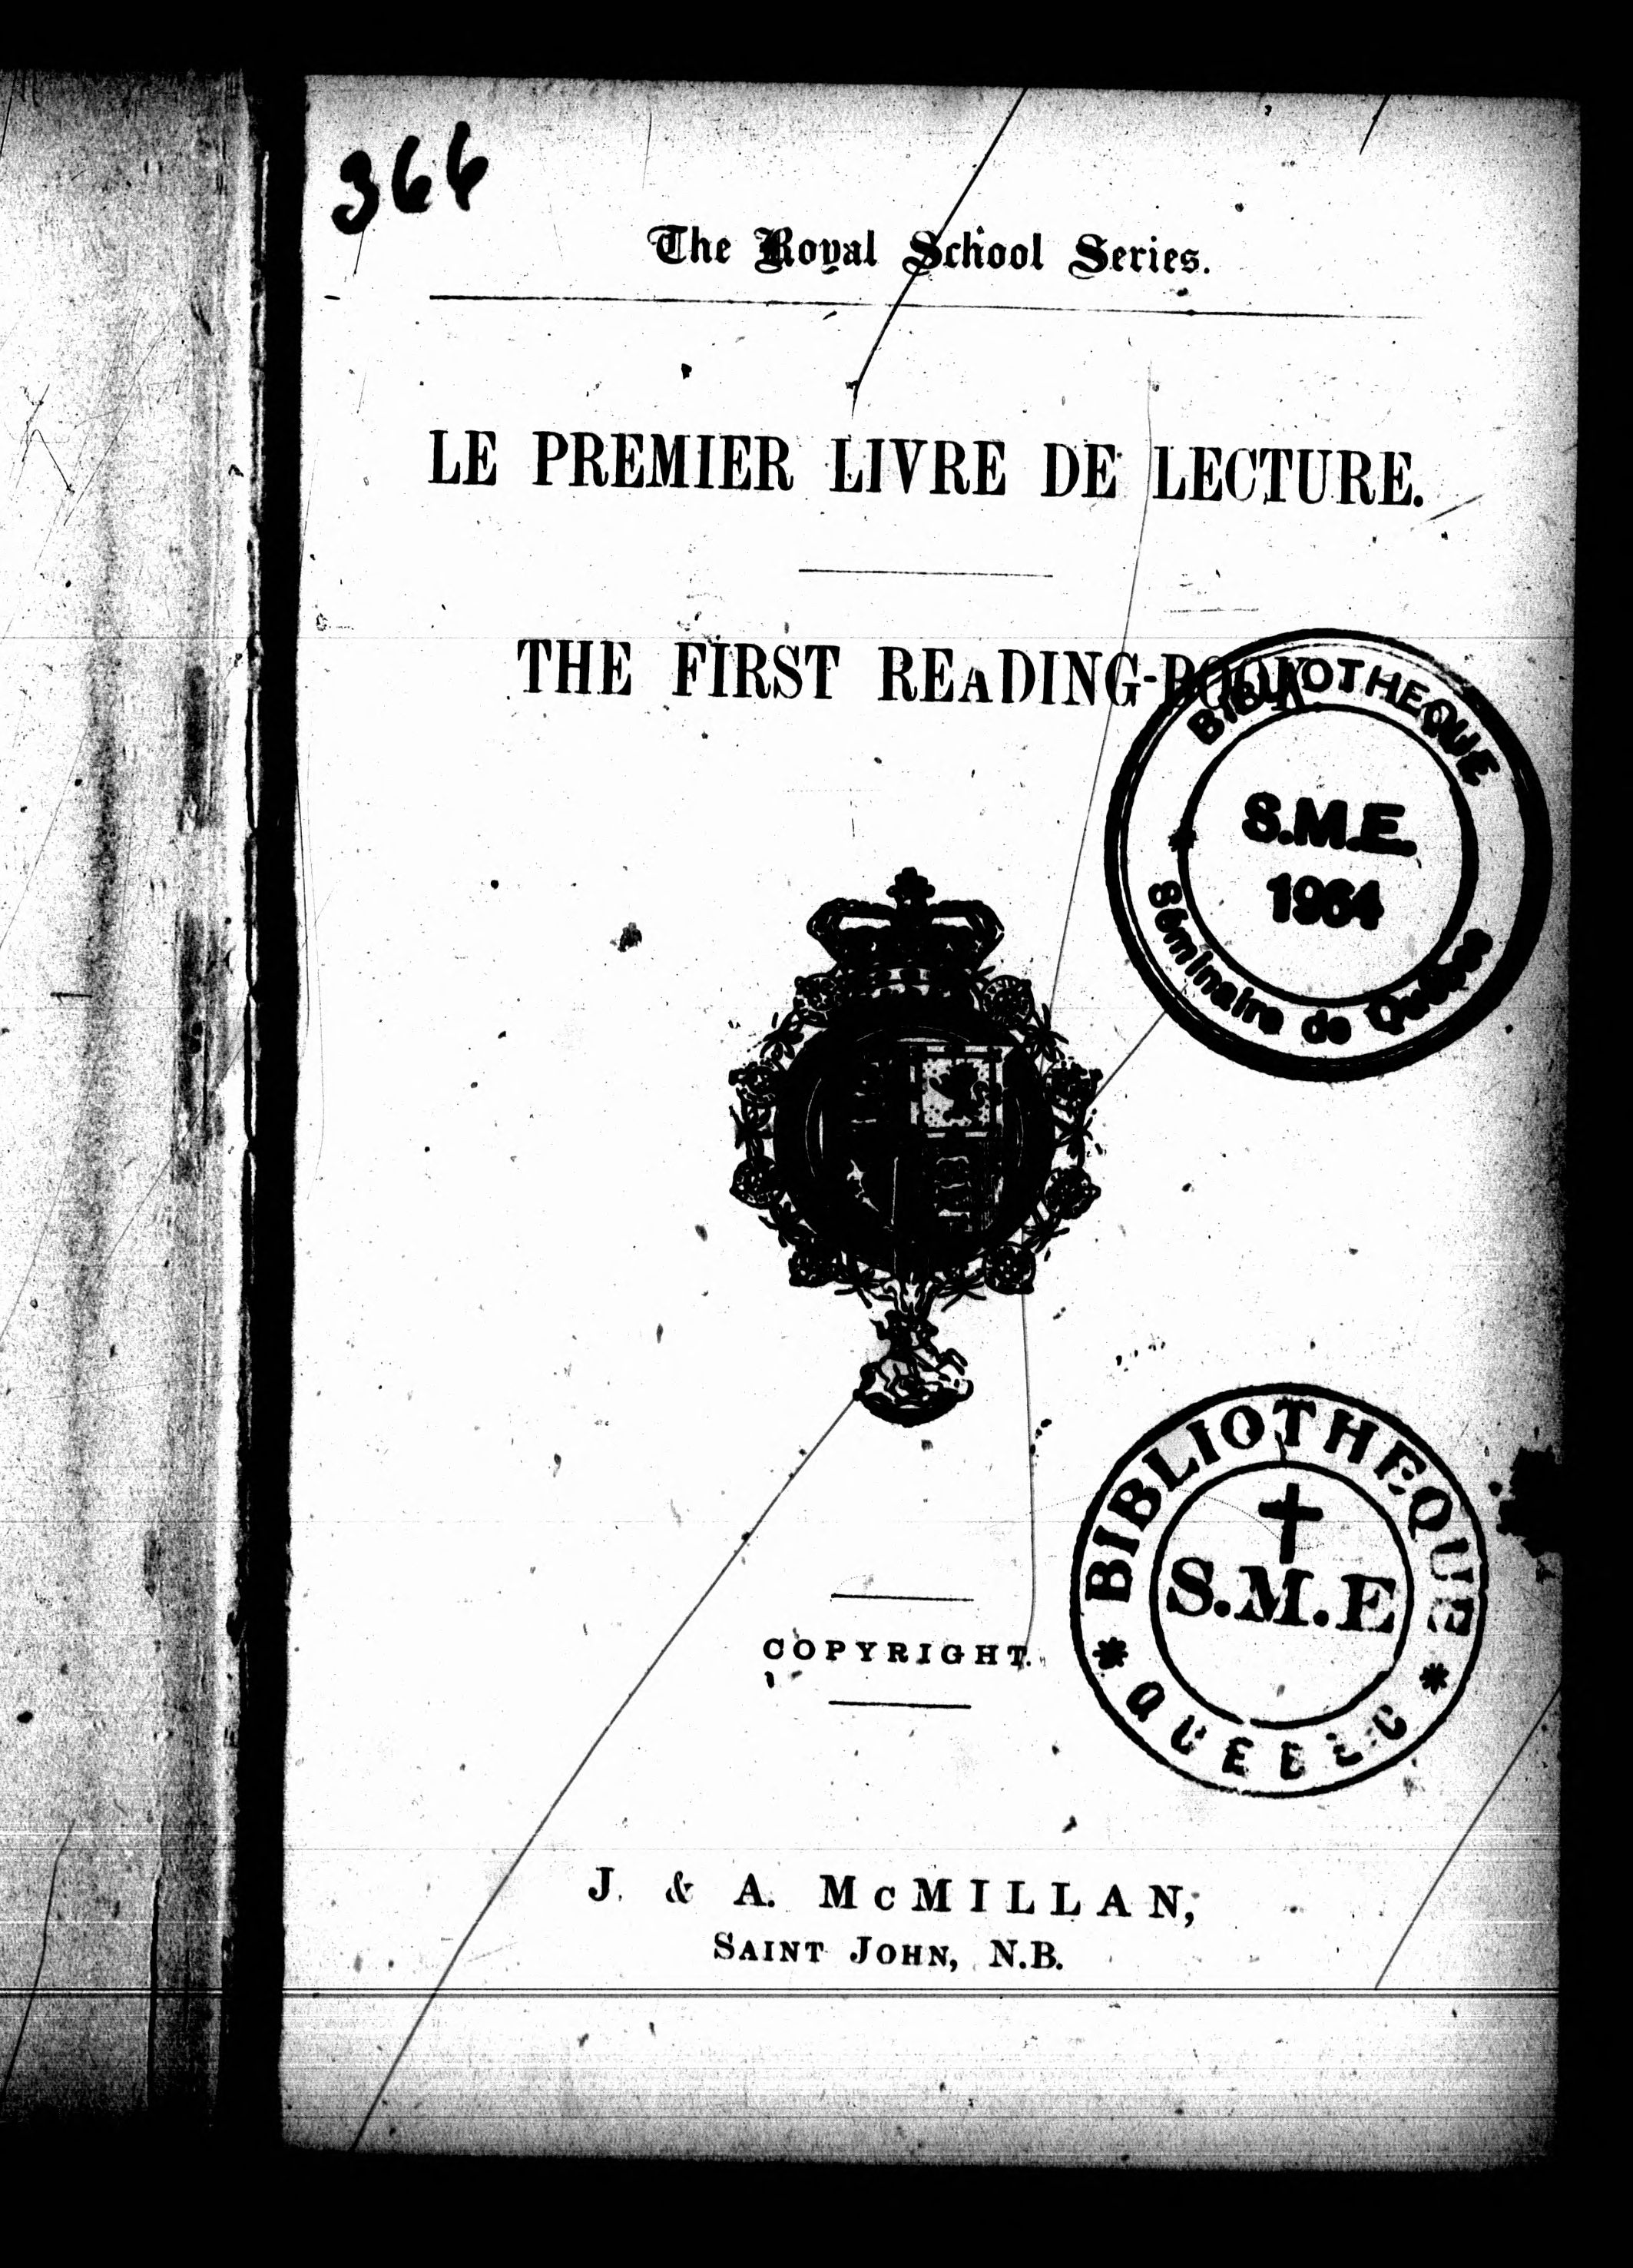 366
The Royal School Series.
LE PREMIER LIVRE DE LECTURE.
THE FIRST READING-BOOK.
BIBLIOTHEQUE
S.M.E.
1964
Séminaire de Québec
BIBLIOTHEQUE
S.M.E
QUEBEC
COPYRIGHT.
J. & A. McMILLAN,
SAINT JOHN, N.B.